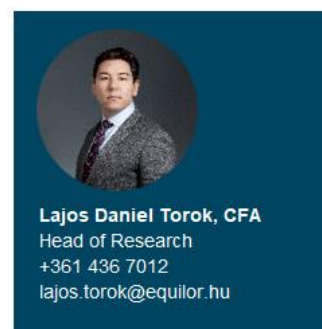 Lajos Daniel Torok, CFA
Head of Research
+361 436 7012
lajos.torok@equilor.hu